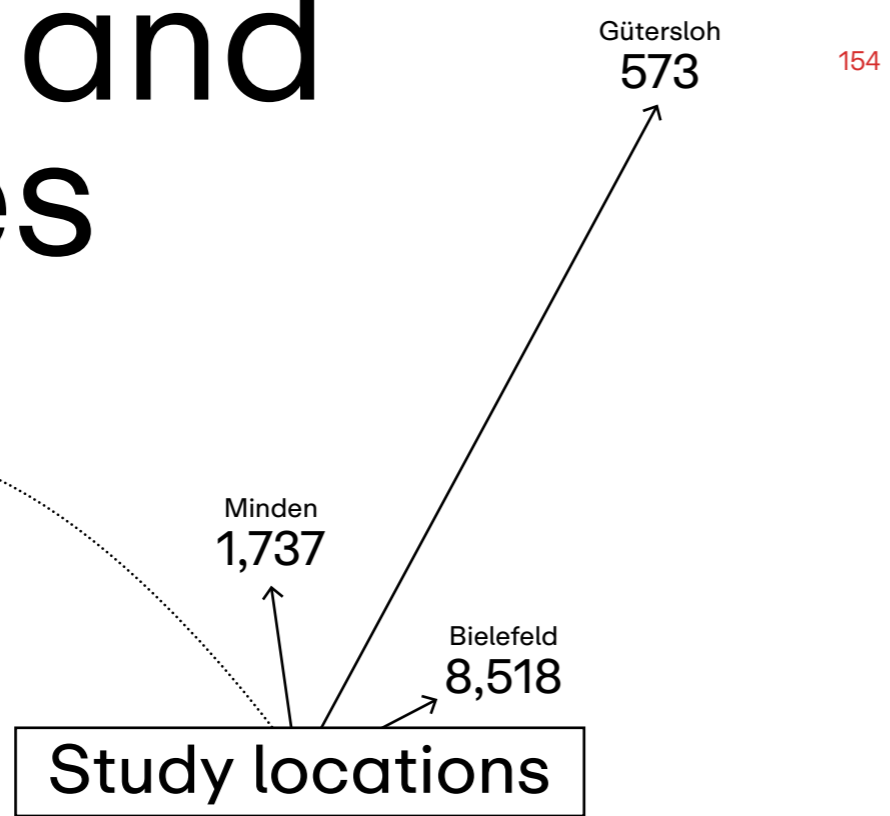 and
es
Gütersloh
573
154
Minden
1,737
Bielefeld
8,518
Study locations